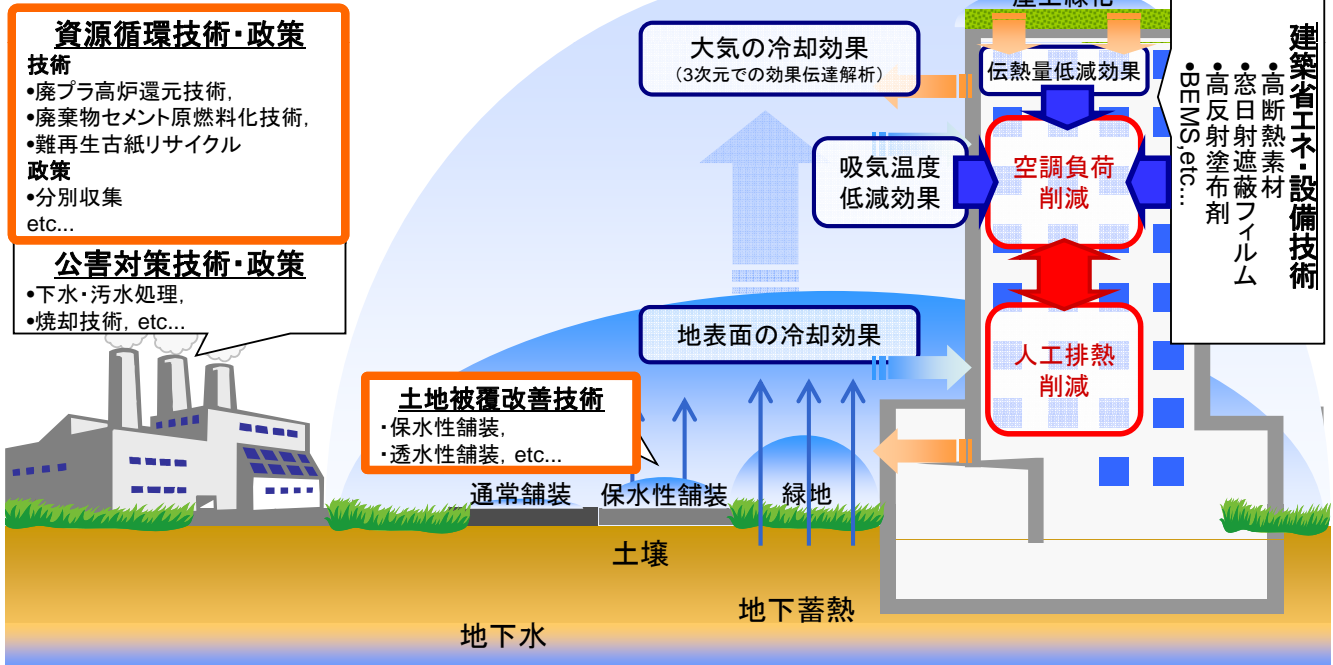 資源循環技術・政策
技術
•廃プラ高炉還元技術,
•廃棄物セメント原燃料化技術,
•難再生古紙リサイクル
政策
•分別収集
etc...
公害対策技術・政策
•下水・汚水処理,
•焼却技術, etc...
大気の冷却効果
(3次元での効果伝達解析)
伝熱量低減効果
吸気温度
低減効果
空調負荷
削減
建築省エネ・設備技術
•高断熱素材
•窓日射遮蔽フィルム
•高反射塗布剤
•BEMS,etc...
地表面の冷却効果
人工排熱
削減
土地被覆改善技術
・保水性舗装,
・透水性舗装, etc...
通常舗装
保水性舗装
緑地
土壌
地下蓄熱
地下水